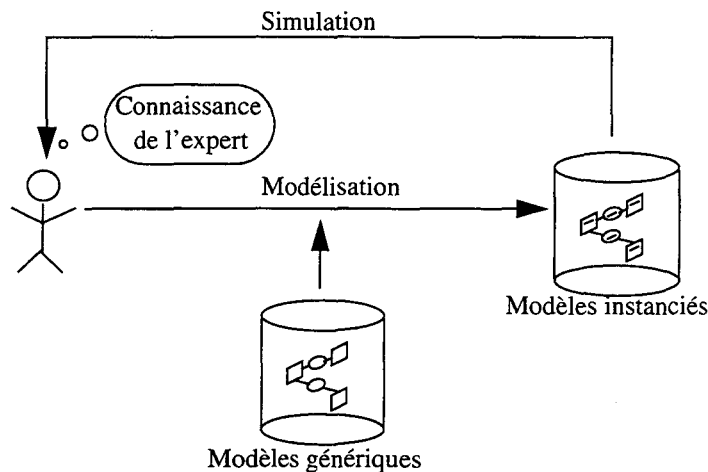 Simulation
Connaissance
de l'expert
Modélisation
Modèles instanciés
Modèles génériques